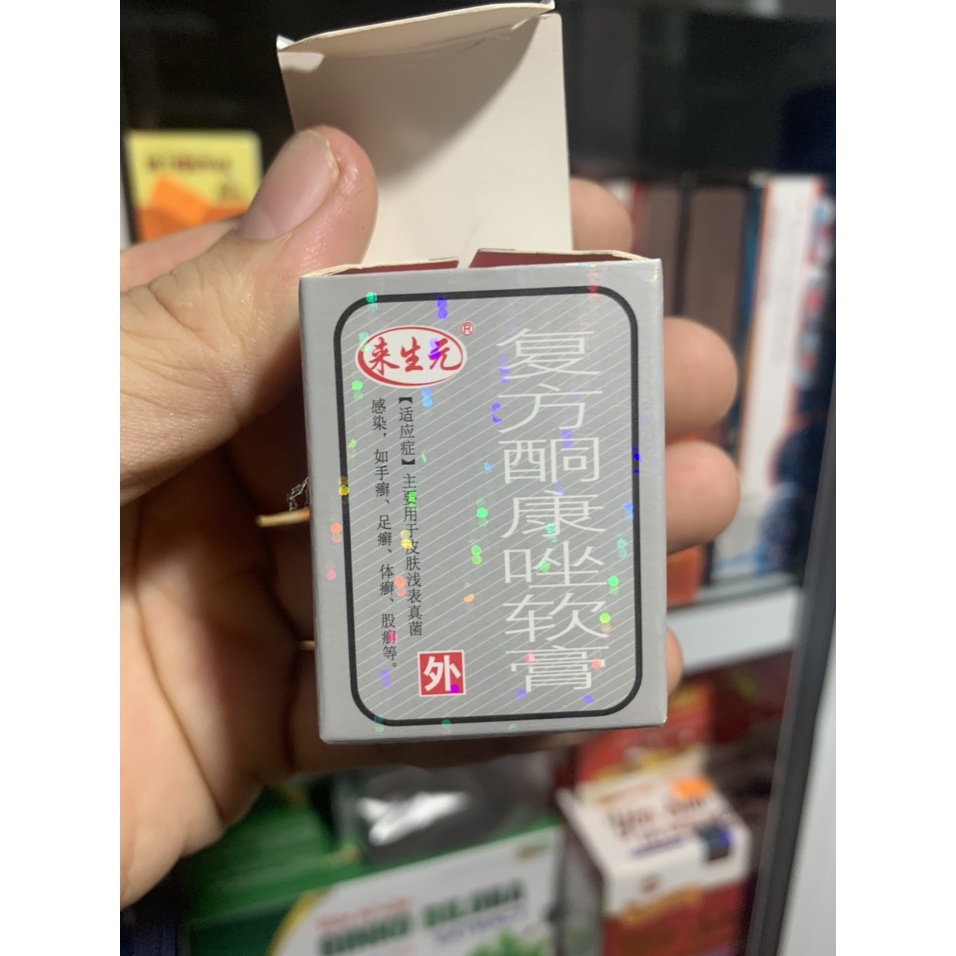 来生元®
复方酮康唑软膏
【适应症】主要用于皮肤浅表真菌
感染，如手癣、足癣、体癣、股癣等。
外